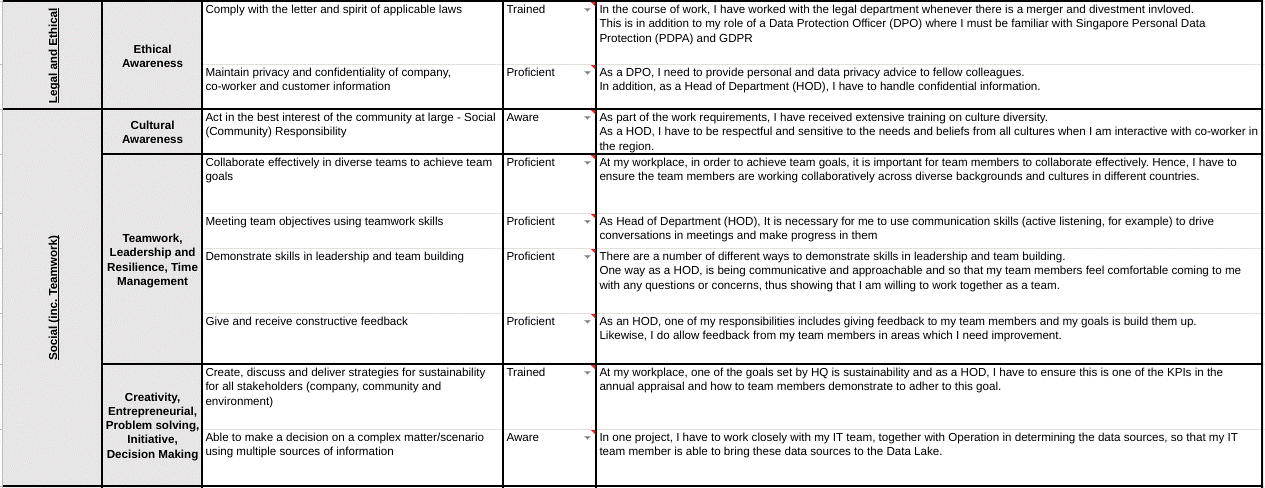 Legal and Ethical
Ethical
Awareness
Comply with the letter and spirit of applicable laws
Trained
In the course of work, I have worked with the legal department whenever there is a merger and divestment invloved.
This is in addition to my role of a Data Protection Officer (DPO) where I must be familiar with Singapore Personal Data
Protection (PDPA) and GDPR
Maintain privacy and confidentiality of company,
co-worker and customer information
Proficient
As a DPO, I need to provide personal and data privacy advice to fellow colleagues.
In addition, as a Head of Department (HOD), I have to handle confidential information.
Social (inc. Teamwork)
Cultural
Awareness
Act in the best interest of the community at large - Social
(Community) Responsibility
Aware
As part of the work requirements, I have received extensive training on culture diversity.
As a HOD, I have to be respectful and sensitive to the needs and beliefs from all cultures when I am interactive with co-worker in
the region.
Teamwork,
Leadership and
Resilience, Time
Management
Collaborate effectively in diverse teams to achieve team
goals
Proficient
At my workplace, in order to achieve team goals, it is important for team members to collaborate effectively. Hence, I have to
ensure the team members are working collaboratively across diverse backgrounds and cultures in different countries.
Meeting team objectives using teamwork skills
Proficient
As Head of Department (HOD), It is necessary for me to use communication skills (active listening, for example) to drive
conversations in meetings and make progress in them
Demonstrate skills in leadership and team building
Proficient
There are a number of different ways to demonstrate skills in leadership and team building.
One way as a HOD, is being communicative and approachable and so that my team members feel comfortable coming to me
with any questions or concerns, thus showing that I am willing to work together as a team.
Give and receive constructive feedback
Proficient
As an HOD, one of my responsibilities includes giving feedback to my team members and my goals is build them up.
Likewise, I do allow feedback from my team members in areas which I need improvement.
Creativity,
Entrepreneurial,
Problem solving,
Initiative,
Decision Making
Create, discuss and deliver strategies for sustainability
for all stakeholders (company, community and
environment)
Trained
At my workplace, one of the goals set by HQ is sustainability and as a HOD, I have to ensure this is one of the KPIs in the
annual appraisal and how to team members demonstrate to adher to this goal.
Able to make a decision on a complex matter/scenario
using multiple sources of information
Aware
In one project, I have to work closely with my IT team, together with Operation in determining the data sources, so that my IT
team member is able to bring these data sources to the Data Lake.